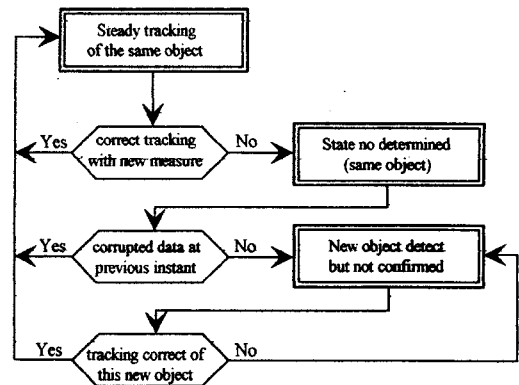 Steady tracking
of the same object
Yes
correct tracking
with new measure
No
State no determined
(same object)
Yes
corrupted data at
previous instant
No
New object detect
but not confirmed
Yes
tracking correct of
this new object
No